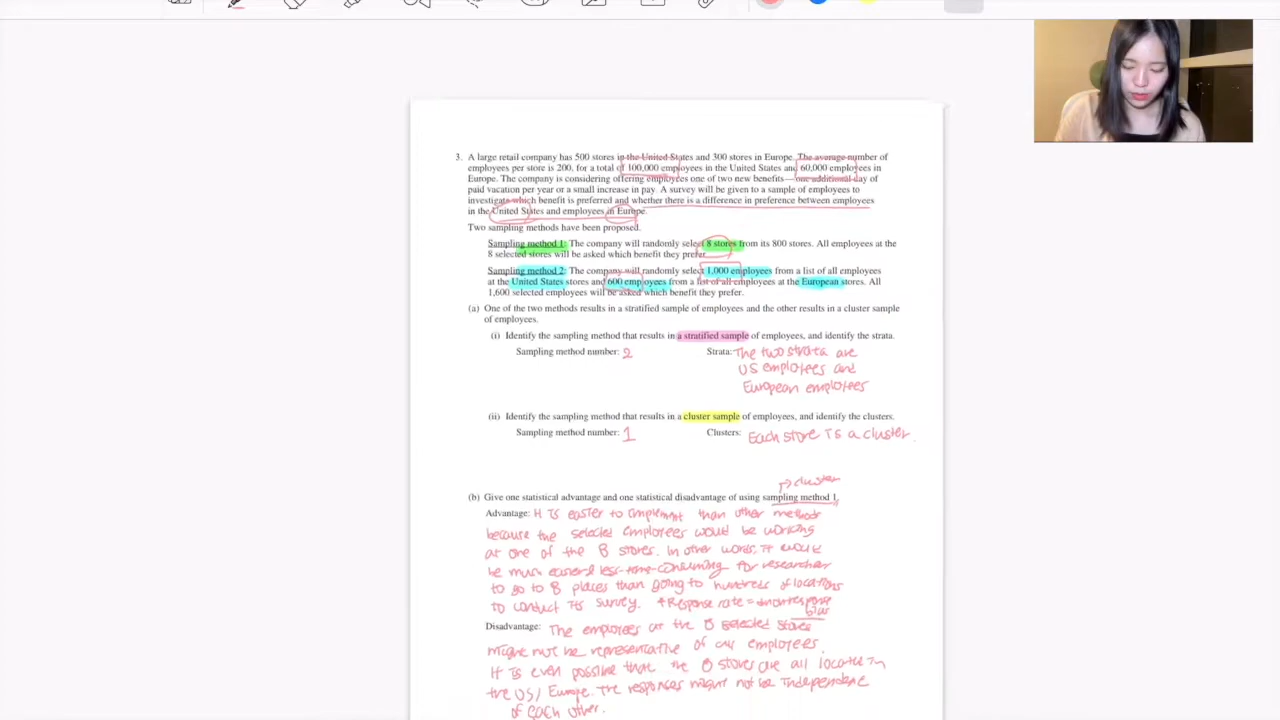 3. A large retail company has 500 stores in the United States and 300 stores in Europe. The average number of
employees per store is 200, for a total of 100,000 employees in the United States and 60,000 employees in
Europe. The company is considering offering employees one of two new benefits—one additional day of
paid vacation per year or a small increase in pay. A survey will be given to a sample of employees to
investigate which benefit is preferred and whether there is a difference in preference between employees
in the United States and employees in Europe.
Two sampling methods have been proposed.
Sampling method 1: The company will randomly select 8 stores from its 800 stores. All employees at the
8 selected stores will be asked which benefit they prefer.
Sampling method 2: The company will randomly select 1,000 employees from a list of all employees
at the United States stores and 600 employees from a list of all employees at the European stores. All
1,600 selected employees will be asked which benefit they prefer.
(a) One of the two methods results in a stratified sample of employees and the other results in a cluster sample
of employees.
(i) Identify the sampling method that results in a stratified sample of employees, and identify the strata.
Sampling method number: 2 Strata: The two strata are
US employees and
European employees
(ii) Identify the sampling method that results in a cluster sample of employees, and identify the clusters.
Sampling method number: 1 Clusters: Each store is a cluster.
→cluster
(b) Give one statistical advantage and one statistical disadvantage of using sampling method 1.
Advantage: It is easier to implement than other methods
because the selected employees would be working
at one of the 8 stores. In other words, it would
be much easier & less time-consuming for researcher
to go to 8 places than going to hundreds of locations
to conduct its survey. ↑Response rate = nonresponse
bias
Disadvantage: The employees at the 8 selected stores
might not be representative of all employees.
It is even possible that the 8 stores are all located in
the US/ Europe. The responses might not be independent
of each other.